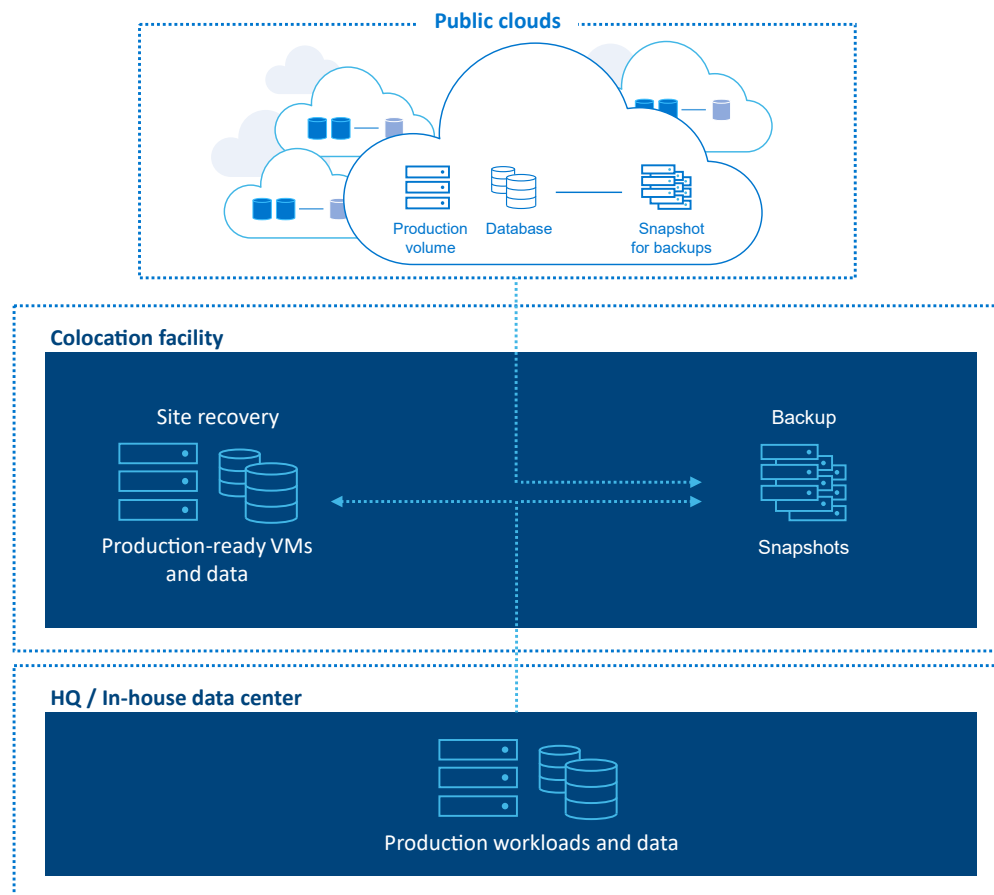 Public clouds
Production
volume
Database
Snapshot
for backups
Colocation facility
Site recovery
Production-ready VMs
and data
Backup
Snapshots
HQ / In-house data center
Production workloads and data